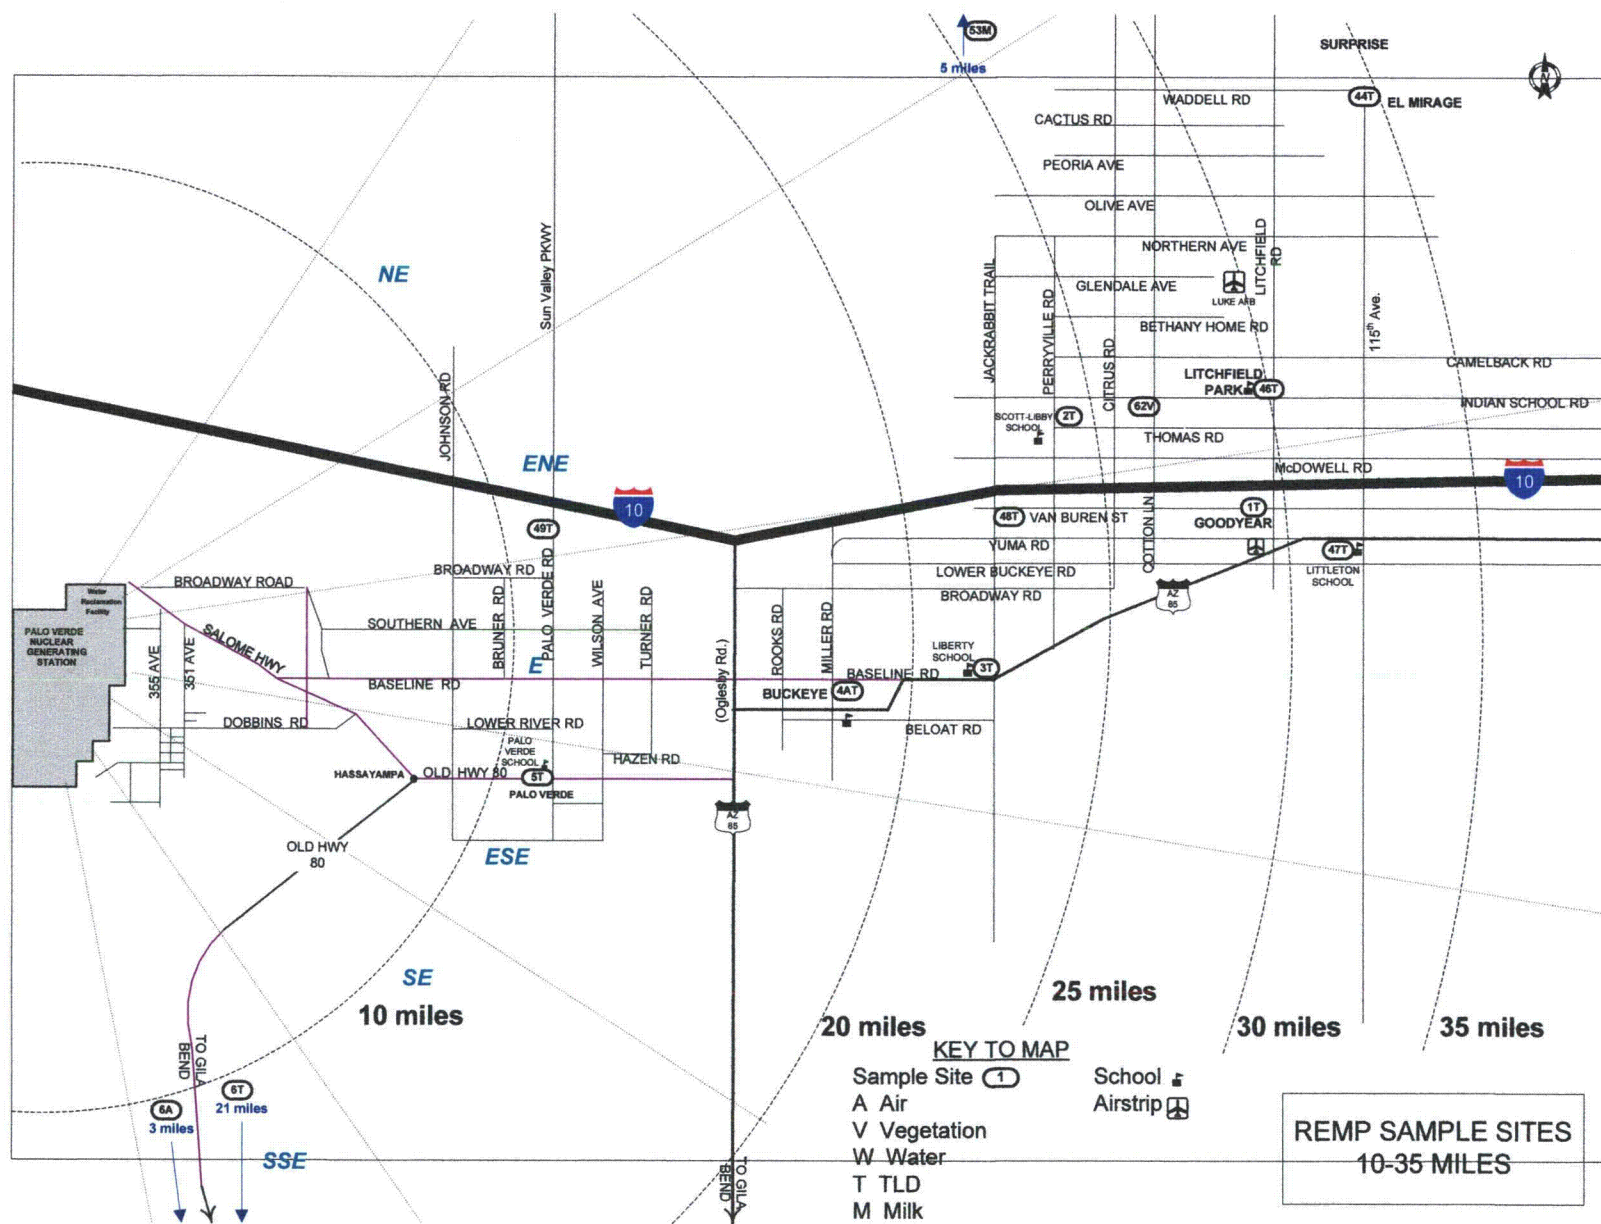 53M
5 miles
SURPRISE
N
WADDELL RD
44T
EL MIRAGE
CACTUS RD
PEORIA AVE
OLIVE AVE
NORTHERN AVE
LITCHFIELD
RD
NE
Sun Valley PKWY
JACKRABBIT TRAIL
PERRYVILLE RD
GLENDALE AVE
LUKE AFB
BETHANY HOME RD
115th Ave.
CITRUS RD
CAMELBACK RD
LITCHFIELD
PARK
46T
JOHNSON RD
62V
INDIAN SCHOOL RD
SCOTT-LIBBY
SCHOOL
2T
THOMAS RD
McDOWELL RD
ENE
10
10
49T
48T
VAN BUREN ST
COTTON LN
1T
GOODYEAR
YUMA RD
47T
LITTLETON
SCHOOL
BROADWAY RD
LOWER BUCKEYE RD
BROADWAY ROAD
BROADWAY RD
AZ
85
Water
Reclamation
Facility
PALO VERDE
NUCLEAR
GENERATING
STATION
SALOME HWY
SOUTHERN AVE
BRUNER RD
PALO VERDE RD
WILSON AVE
TURNER RD
(Oglesby Rd.)
ROOKS RD
MILLER RD
LIBERTY
SCHOOL
3T
355 AVE
351 AVE
E
BASELINE RD
BASELINE RD
BUCKEYE
4AT
DOBBINS RD
LOWER RIVER RD
BELOAT RD
PALO
VERDE
SCHOOL
HAZEN RD
HASSAYAMPA
OLD HWY 80
5T
PALO VERDE
AZ
85
OLD HWY
80
ESE
SE
10 miles
25 miles
20 miles
30 miles
35 miles
TO GILA
BEND
6T
21 miles
6A
3 miles
SSE
TO GILA
BEND
KEY TO MAP
Sample Site 1
School
A Air
Airstrip
V Vegetation
W Water
T TLD
M Milk
REMP SAMPLE SITES
10-35 MILES